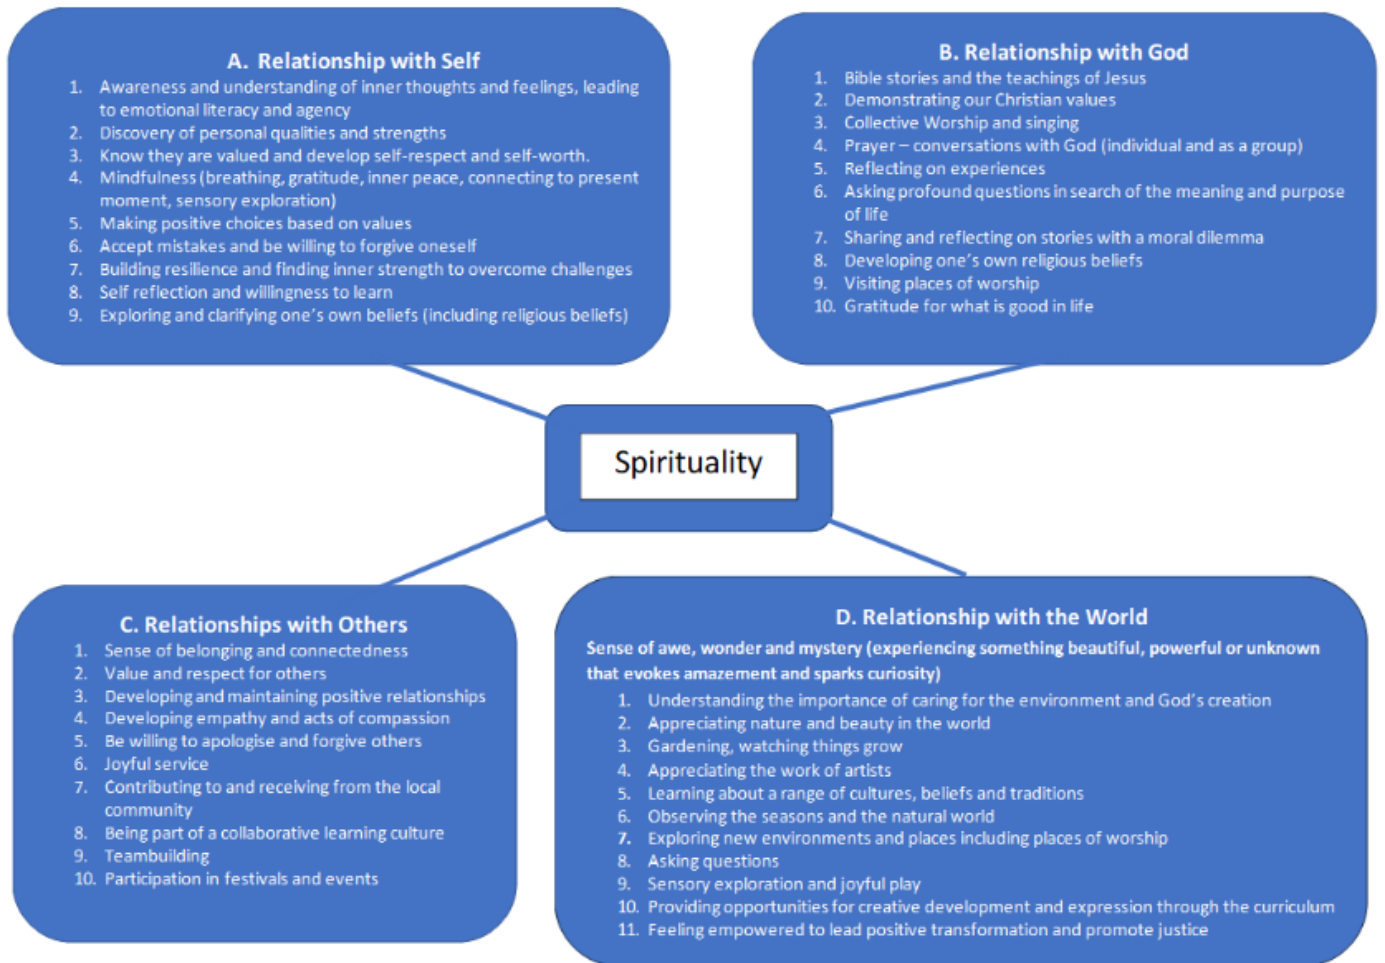 A. Relationship with Self
1. Awareness and understanding of inner thoughts and feelings, leading
to emotional literacy and agency
2. Discovery of personal qualities and strengths
3. Know they are valued and develop self-respect and self-worth.
4. Mindfulness (breathing, gratitude, inner peace, connecting to present
moment, sensory exploration)
5. Making positive choices based on values
6. Accept mistakes and be willing to forgive oneself
7. Building resilience and finding inner strength to overcome challenges
8. Self reflection and willingness to learn
9. Exploring and clarifying one's own beliefs (including religious beliefs)
B. Relationship with God
1. Bible stories and the teachings of Jesus
2. Demonstrating our Christian values
3. Collective Worship and singing
4. Prayer – conversations with God (individual and as a group)
5. Reflecting on experiences
6. Asking profound questions in search of the meaning and purpose
of life
7. Sharing and reflecting on stories with a moral dilemma
8. Developing one's own religious beliefs
9. Visiting places of worship
10. Gratitude for what is good in life
Spirituality
C. Relationships with Others
1. Sense of belonging and connectedness
2. Value and respect for others
3. Developing and maintaining positive relationships
4. Developing empathy and acts of compassion
5. Be willing to apologise and forgive others
6. Joyful service
7. Contributing to and receiving from the local
community
8. Being part of a collaborative learning culture
9. Teambuilding
10. Participation in festivals and events
D. Relationship with the World
Sense of awe, wonder and mystery (experiencing something beautiful, powerful or unknown
that evokes amazement and sparks curiosity)
1. Understanding the importance of caring for the environment and God's creation
2. Appreciating nature and beauty in the world
3. Gardening, watching things grow
4. Appreciating the work of artists
5. Learning about a range of cultures, beliefs and traditions
6. Observing the seasons and the natural world
7. Exploring new environments and places including places of worship
8. Asking questions
9. Sensory exploration and joyful play
10. Providing opportunities for creative development and expression through the curriculum
11. Feeling empowered to lead positive transformation and promote justice